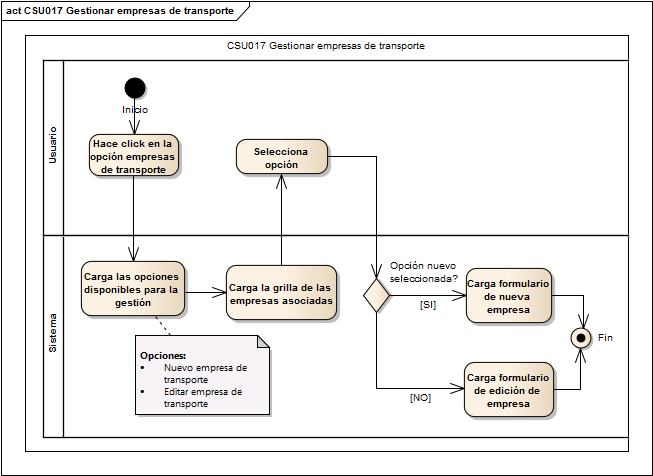 act CSU017 Gestionar empresas de transporte
CSU017 Gestionar empresas de transporte
Usuario
Inicio
Hace click en la
opción empresas
de transporte
Selecciona
opción
Sistema
Carga las opciones
disponibles para la
gestión
Carga la grilla de las
empresas asociadas
Opción nuevo
seleccionada?
[SI]
Carga formulario
de nueva
empresa
Fin
[NO]
Carga formulario
de edición de
empresa
Opciones:
• Nuevo empresa de
transporte
• Editar empresa de
transporte